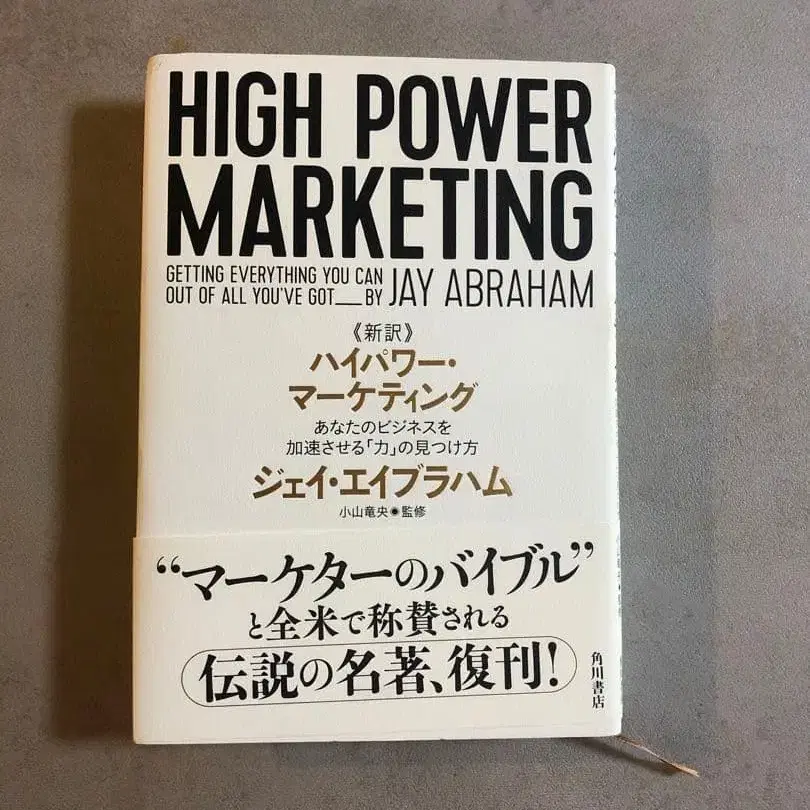 HIGH POWER
MARKETING
GETTING EVERYTHING YOU CAN
OUT OF ALL YOU'VE GOT__BY JAY ABRAHAM
《新訳》
ハイパワー・
マーケティング
あなたのビジネスを
加速させる「力」の見つけ方
ジェイ・エイブラハム
小山竜央◉監修
“マーケターのバイブル”
と全米で称賛される
伝説の名著、復刊!
角川書店